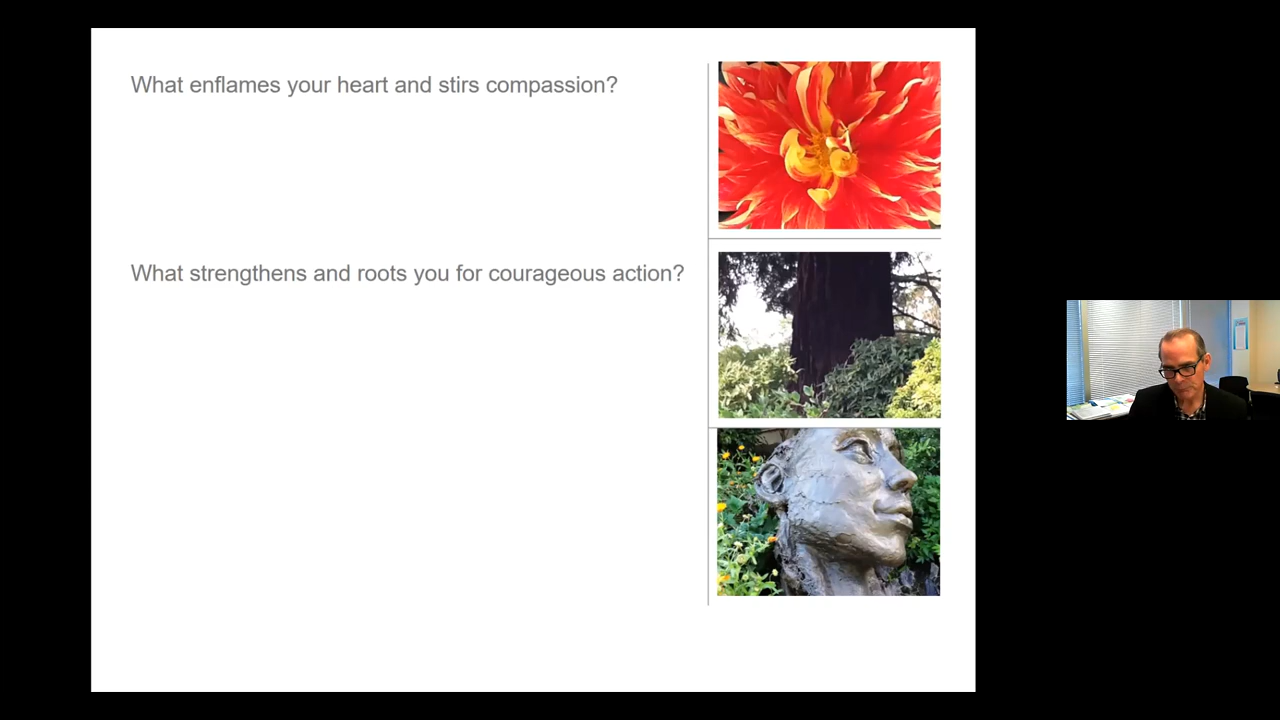 What enflames your heart and stirs compassion?
What strengthens and roots you for courageous action?